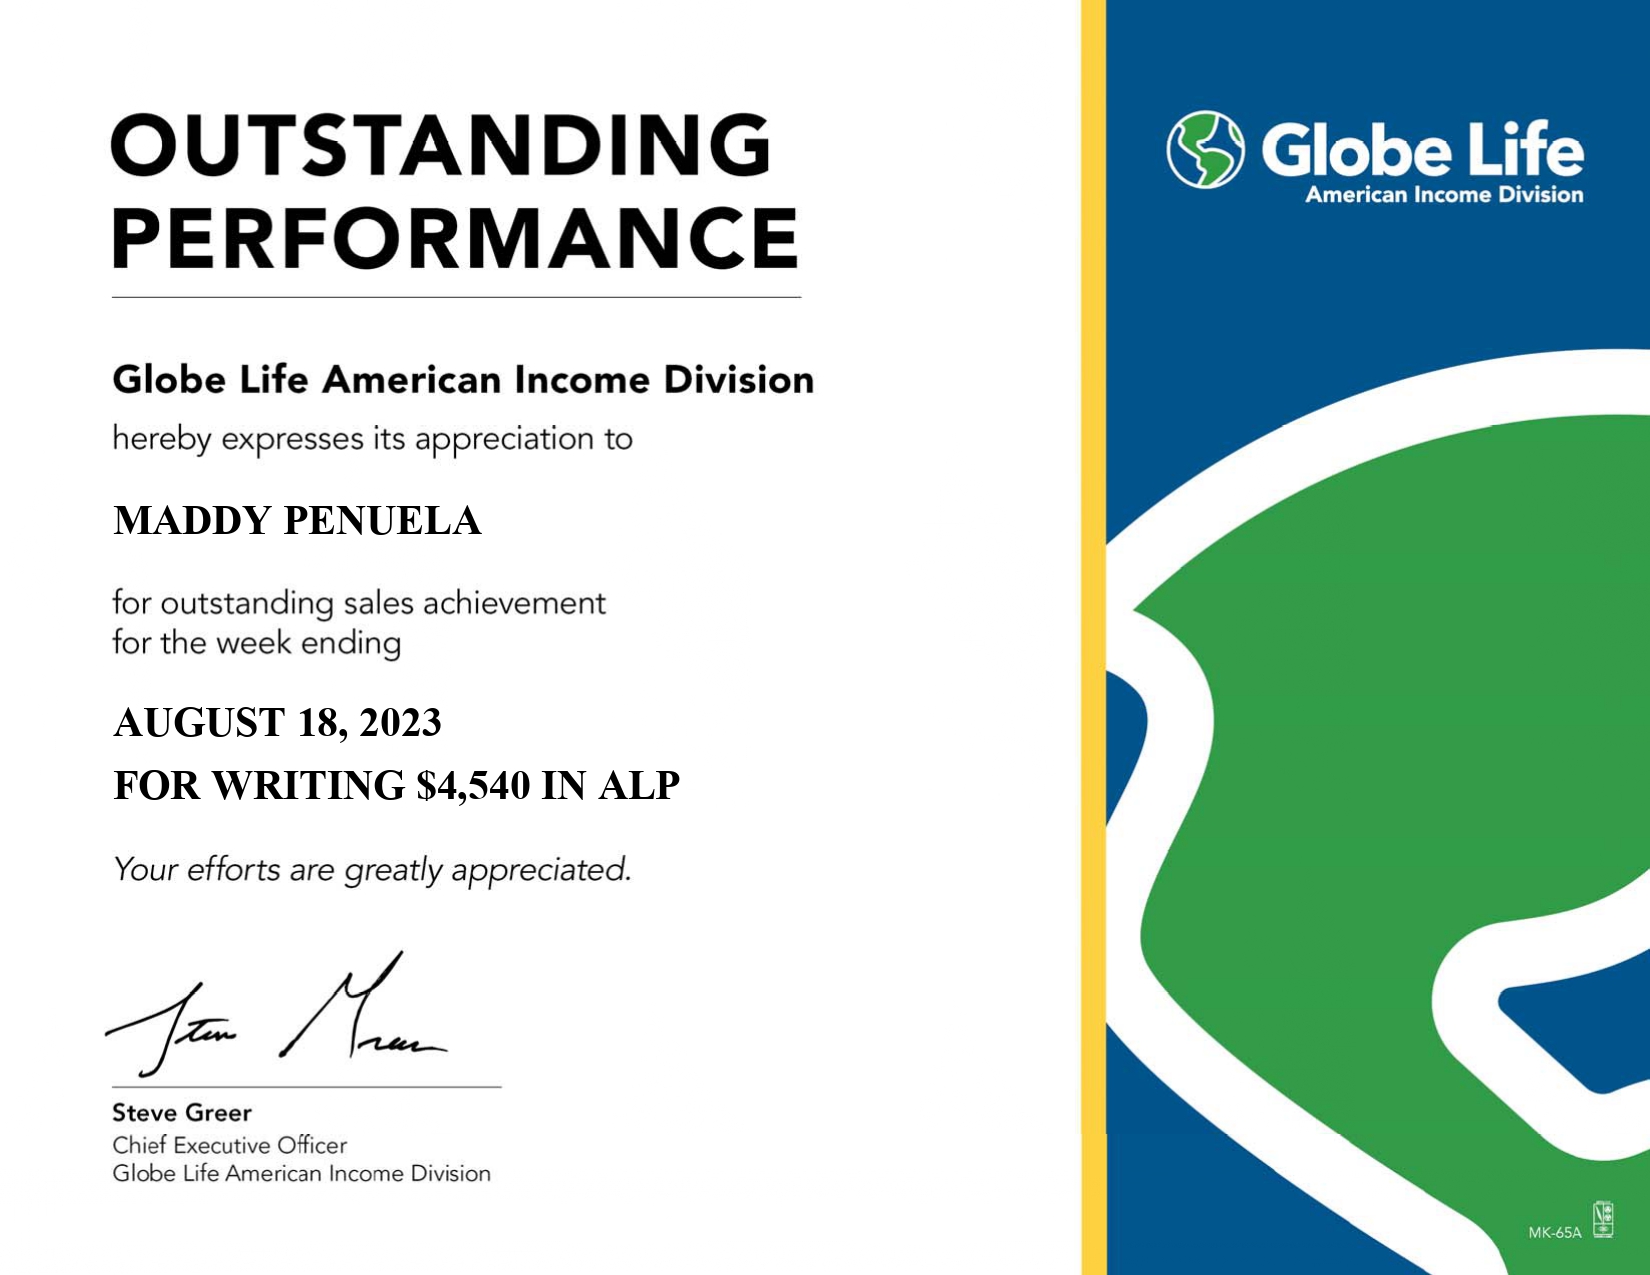 OUTSTANDING
PERFORMANCE
Globe Life American Income Division
hereby expresses its appreciation to
MADDY PENUELA
for outstanding sales achievement
for the week ending
AUGUST 18, 2023
FOR WRITING $4,540 IN ALP
Your efforts are greatly appreciated.
Steve Greer
Steve Greer
Chief Executive Officer
Globe Life American Income Division
Globe Life
American Income Division
MK-65A